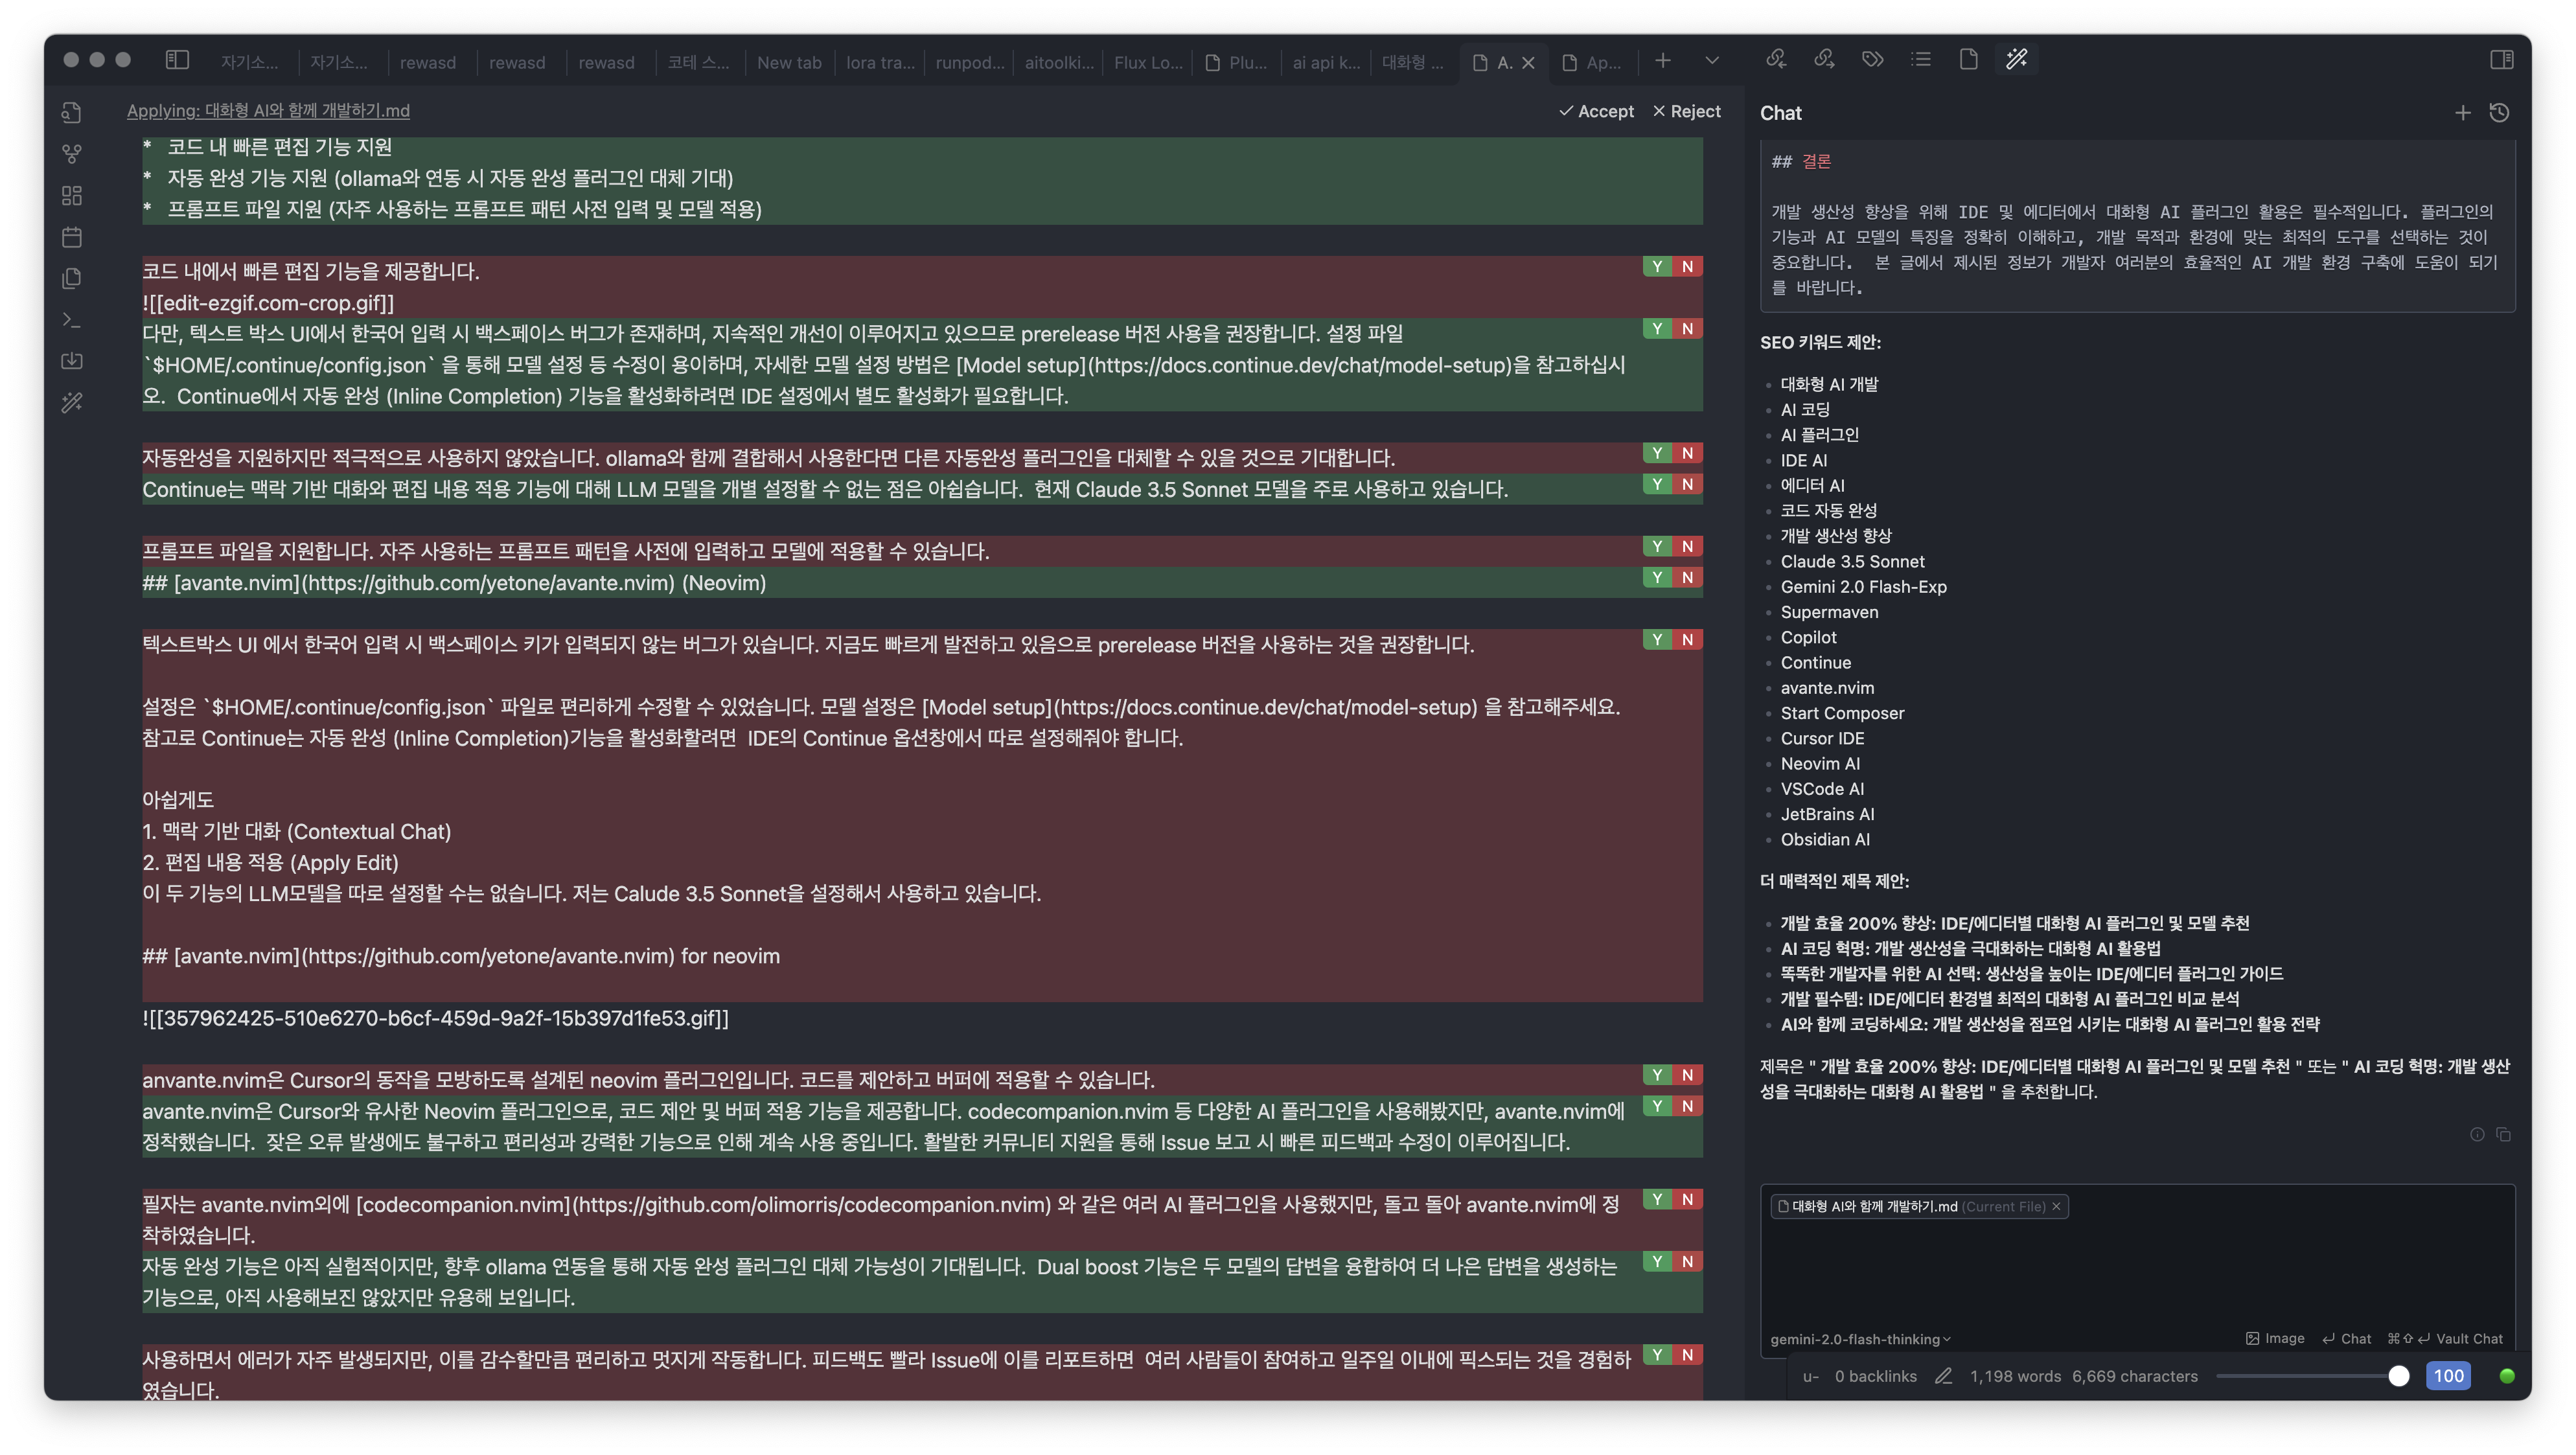 자기소...
자기소...
rewasd
rewasd
rewasd
코테 스...
New tab
lora tra...
runpod...
aitoolki...
Flux Lo...
Plu...
ai api k...
대화형 ...
A.
Ap...
Applying: 대화형 AI와 함께 개발하기.md
Accept
Reject
* 코드 내 빠른 편집 기능 지원
* 자동 완성 기능 지원 (ollama와 연동 시 자동 완성 플러그인 대체 기대)
* 프롬프트 파일 지원 (자주 사용하는 프롬프트 패턴 사전 입력 및 모델 적용)
코드 내에서 빠른 편집 기능을 제공합니다.
Y N
![[edit-ezgif.com-crop.gif]]
다만, 텍스트 박스 UI에서 한국어 입력 시 백스페이스 버그가 존재하며, 지속적인 개선이 이루어지고 있으므로 prerelease 버전 사용을 권장합니다. 설정 파일
Y N
`$HOME/.continue/config.json` 을 통해 모델 설정 등 수정이 용이하며, 자세한 모델 설정 방법은 [Model setup](https://docs.continue.dev/chat/model-setup)을 참고하십시
오. Continue에서 자동 완성 (Inline Completion) 기능을 활성화하려면 IDE 설정에서 별도 활성화가 필요합니다.
자동완성을 지원하지만 적극적으로 사용하지 않았습니다. ollama와 함께 결합해서 사용한다면 다른 자동완성 플러그인을 대체할 수 있을 것으로 기대합니다.
Y N
Continue는 맥락 기반 대화와 편집 내용 적용 기능에 대해 LLM 모델을 개별 설정할 수 없는 점은 아쉽습니다. 현재 Claude 3.5 Sonnet 모델을 주로 사용하고 있습니다.
Y N
프롬프트 파일을 지원합니다. 자주 사용하는 프롬프트 패턴을 사전에 입력하고 모델에 적용할 수 있습니다.
Y N
## [avante.nvim](https://github.com/yetone/avante.nvim) (Neovim)
Y N
텍스트박스 UI 에서 한국어 입력 시 백스페이스 키가 입력되지 않는 버그가 있습니다. 지금도 빠르게 발전하고 있음으로 prerelease 버전을 사용하는 것을 권장합니다.
Y N
설정은 `$HOME/.continue/config.json` 파일로 편리하게 수정할 수 있었습니다. 모델 설정은 [Model setup](https://docs.continue.dev/chat/model-setup) 을 참고해주세요.
참고로 Continue는 자동 완성 (Inline Completion)기능을 활성화할려면 IDE의 Continue 옵션창에서 따로 설정해줘야 합니다.
아쉽게도
1. 맥락 기반 대화 (Contextual Chat)
2. 편집 내용 적용 (Apply Edit)
이 두 기능의 LLM모델을 따로 설정할 수는 없습니다. 저는 Calude 3.5 Sonnet을 설정해서 사용하고 있습니다.
## [avante.nvim](https://github.com/yetone/avante.nvim) for neovim
![[357962425-510e6270-b6cf-459d-9a2f-15b397d1fe53.gif]]
anvante.nvim은 Cursor의 동작을 모방하도록 설계된 neovim 플러그인입니다. 코드를 제안하고 버퍼에 적용할 수 있습니다.
Y N
avante.nvim은 Cursor와 유사한 Neovim 플러그인으로, 코드 제안 및 버퍼 적용 기능을 제공합니다. codecompanion.nvim 등 다양한 AI 플러그인을 사용해봤지만, avante.nvim에
Y N
정착했습니다. 잦은 오류 발생에도 불구하고 편리성과 강력한 기능으로 인해 계속 사용 중입니다. 활발한 커뮤니티 지원을 통해 Issue 보고 시 빠른 피드백과 수정이 이루어집니다.
필자는 avante.nvim외에 [codecompanion.nvim](https://github.com/olimorris/codecompanion.nvim) 와 같은 여러 AI 플러그인을 사용했지만, 돌고 돌아 avante.nvim에 정
Y N
착하였습니다.
자동 완성 기능은 아직 실험적이지만, 향후 ollama 연동을 통해 자동 완성 플러그인 대체 가능성이 기대됩니다. Dual boost 기능은 두 모델의 답변을 융합하여 더 나은 답변을 생성하는
Y N
기능으로, 아직 사용해보진 않았지만 유용해 보입니다.
사용하면서 에러가 자주 발생되지만, 이를 감수할만큼 편리하고 멋지게 작동합니다. 피드백도 빨라 Issue에 이를 리포트하면 여러 사람들이 참여하고 일주일 이내에 픽스되는 것을 경험하
Y N
였습니다.
Chat
## 결론
개발 생산성 향상을 위해 IDE 및 에디터에서 대화형 AI 플러그인 활용은 필수적입니다. 플러그인의
기능과 AI 모델의 특징을 정확히 이해하고, 개발 목적과 환경에 맞는 최적의 도구를 선택하는 것이
중요합니다. 본 글에서 제시된 정보가 개발자 여러분의 효율적인 AI 개발 환경 구축에 도움이 되기
를 바랍니다.
SEO 키워드 제안:
대화형 AI 개발
AI 코딩
AI 플러그인
IDE AI
에디터 AI
코드 자동 완성
개발 생산성 향상
Claude 3.5 Sonnet
Gemini 2.0 Flash-Exp
Supermaven
Copilot
Continue
avante.nvim
Start Composer
Cursor IDE
Neovim AI
VSCode AI
JetBrains AI
Obsidian AI
더 매력적인 제목 제안:
개발 효율 200% 향상: IDE/에디터별 대화형 AI 플러그인 및 모델 추천
AI 코딩 혁명: 개발 생산성을 극대화하는 대화형 AI 활용법
똑똑한 개발자를 위한 AI 선택: 생산성을 높이는 IDE/에디터 플러그인 가이드
개발 필수템: IDE/에디터 환경별 최적의 대화형 AI 플러그인 비교 분석
AI와 함께 코딩하세요: 개발 생산성을 점프업 시키는 대화형 AI 플러그인 활용 전략
제목은 " 개발 효율 200% 향상: IDE/에디터별 대화형 AI 플러그인 및 모델 추천 " 또는 " AI 코딩 혁명: 개발 생산
성을 극대화하는 대화형 AI 활용법 " 을 추천합니다.
대화형 AI와 함께 개발하기.md (Current File)
gemini-2.0-flash-thinking
Image
Chat
⌘⇧ Vault Chat
u-
0 backlinks
1,198 words 6,669 characters
100